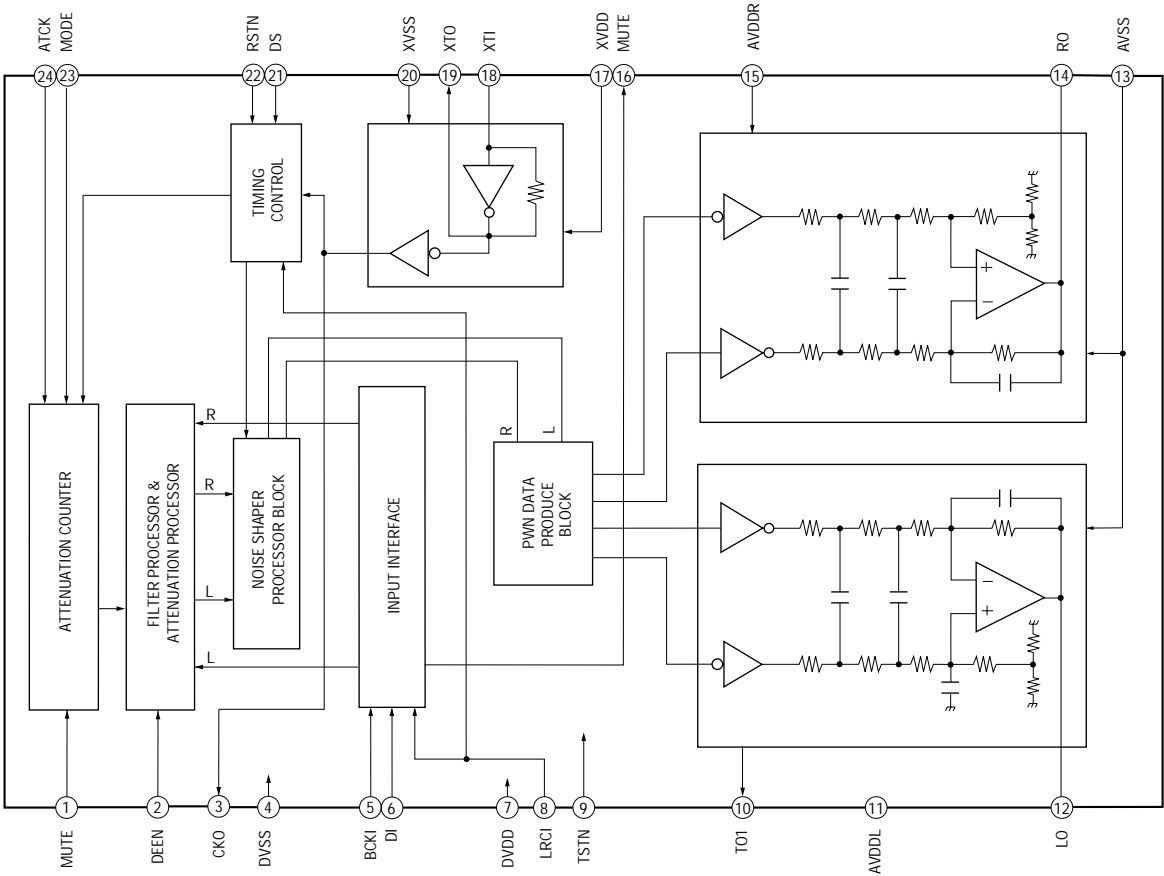 ATCK
MODE
RSTN
DS
XVSS
XTO
XTI
XVDD
MUTE
AVDDR
RO
AVSS
24
23
22
21
20
19
18
17
16
15
14
13
TIMING
CONTROL
+
−
R
R
L
ATTENUATION COUNTER
FILTER PROCESSOR &
ATTENUATION PROCESSOR
R
NOISE SHAPER
PROCESSOR BLOCK
INPUT INTERFACE
PWN DATA
PRODUCE
BLOCK
L
L
−
+
1
2
3
4
5
6
7
8
9
10
11
12
MUTE
DEEN
CKO
DVSS
BCKI
DI
DVDD
LRCI
TSTN
TO1
AVDDL
LO